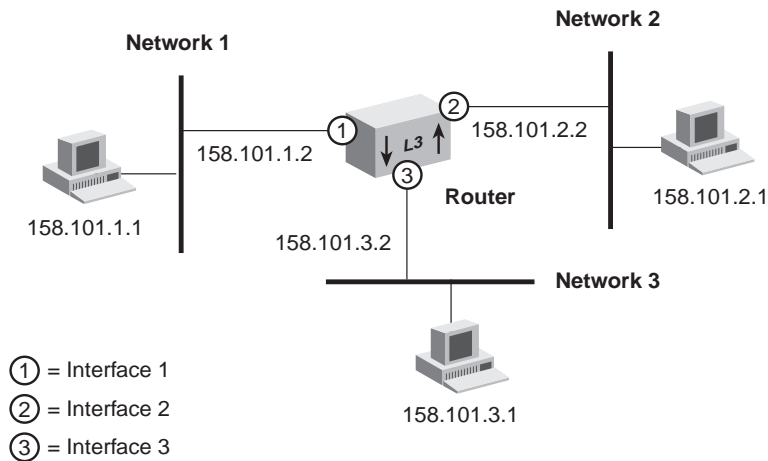 Network 1
Network 2
1
2
L3
158.101.1.2
158.101.2.2
3
Router
158.101.1.1
158.101.2.1
158.101.3.2
Network 3
1 = Interface 1
2 = Interface 2
158.101.3.1
3 = Interface 3